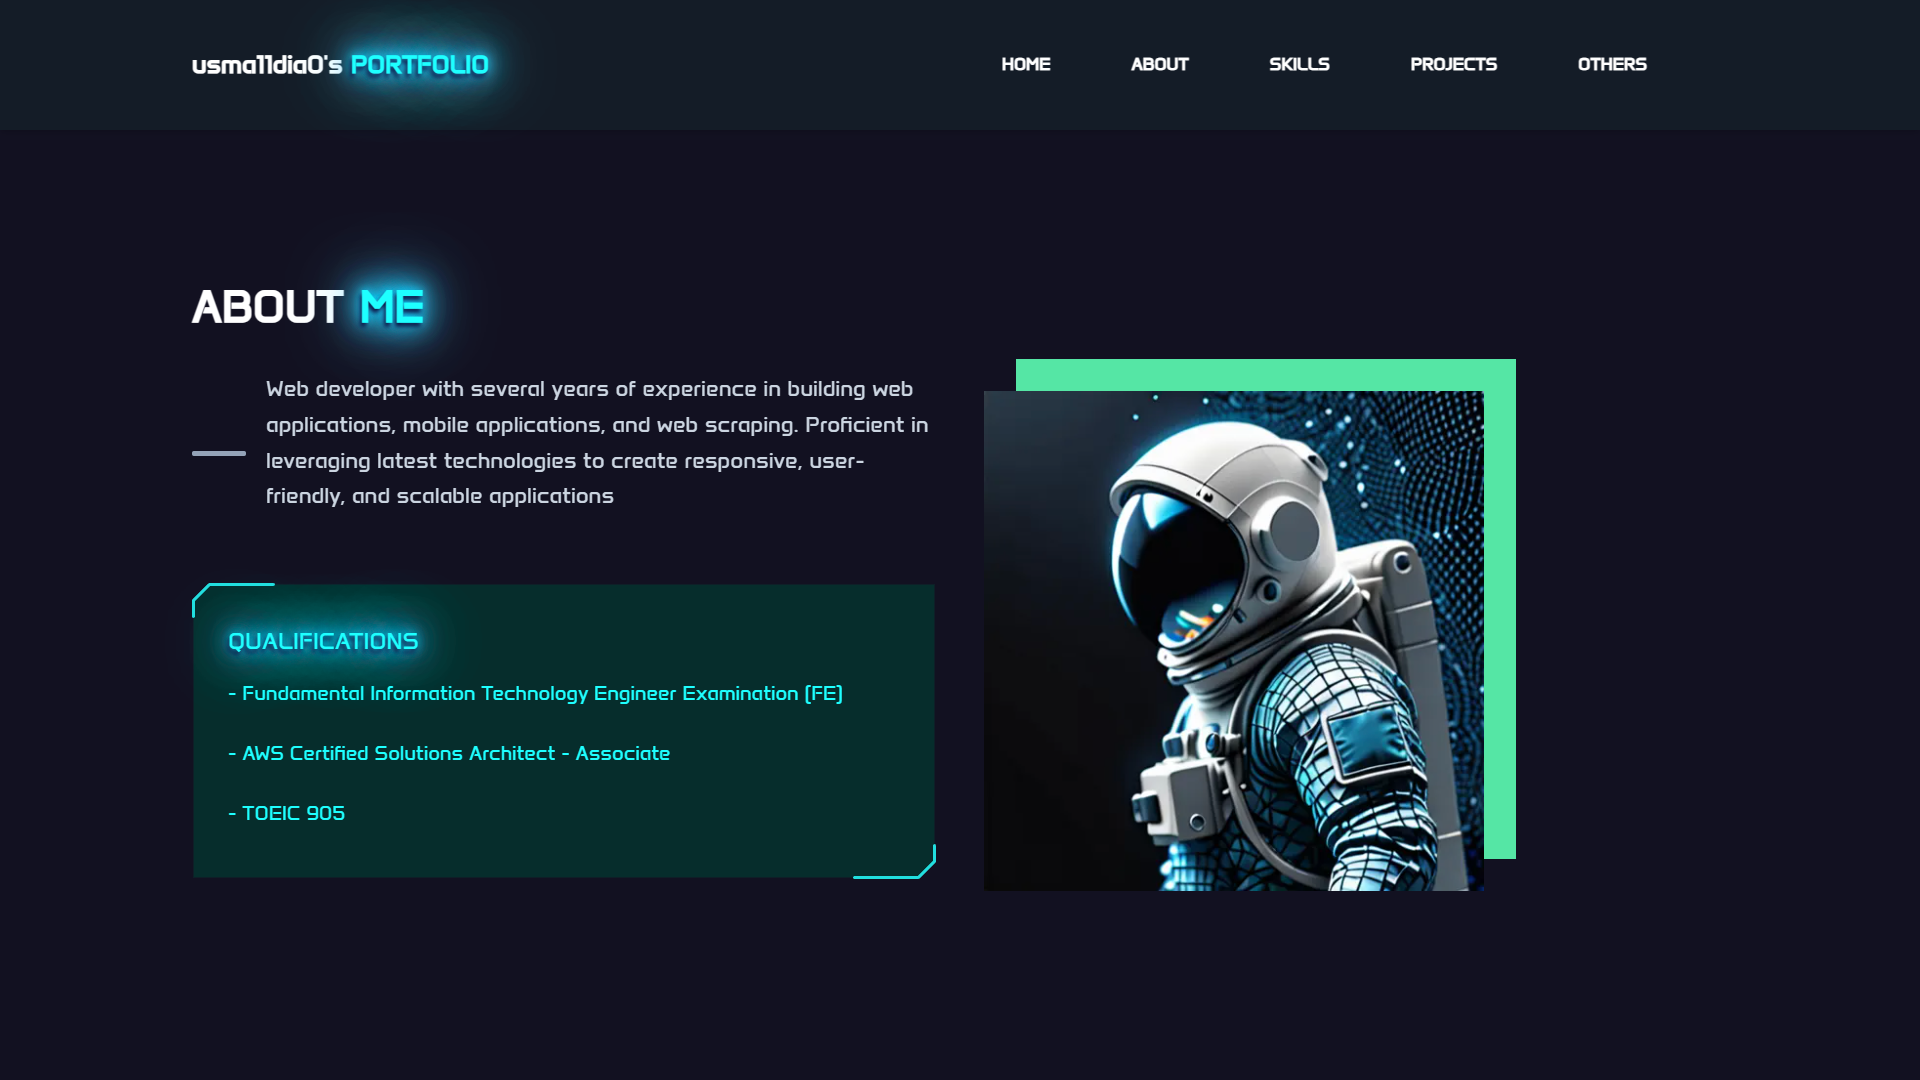 usma11dia0's PORTFOLIO
HOME ABOUT SKILLS PROJECTS OTHERS
ABOUT ME
Web developer with several years of experience in building web
applications, mobile applications, and web scraping. Proficient in
leveraging latest technologies to create responsive, user-
friendly, and scalable applications
QUALIFICATIONS
- Fundamental Information Technology Engineer Examination (FE)
- AWS Certified Solutions Architect - Associate
- TOEIC 905